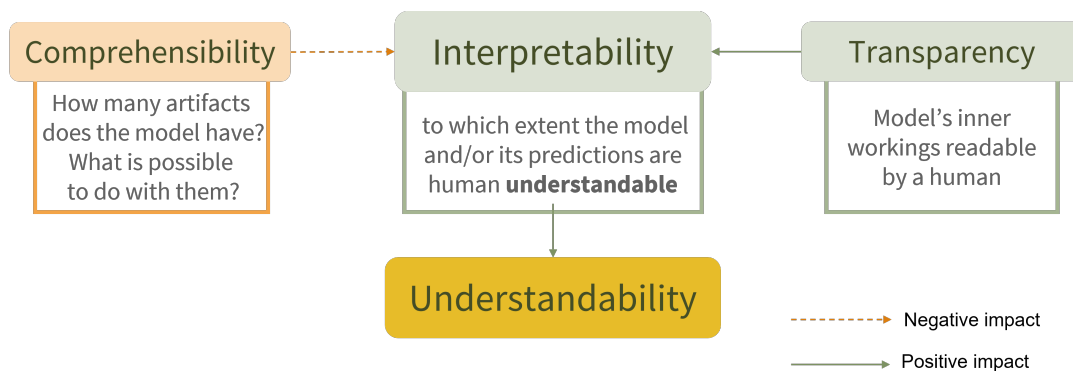 Comprehensibility
How many artifacts
does the model have?
What is possible
to do with them?
Interpretability
to which extent the model
and/or its predictions are
human understandable
Transparency
Model's inner
workings readable
by a human
Understandability
Negative impact
Positive impact